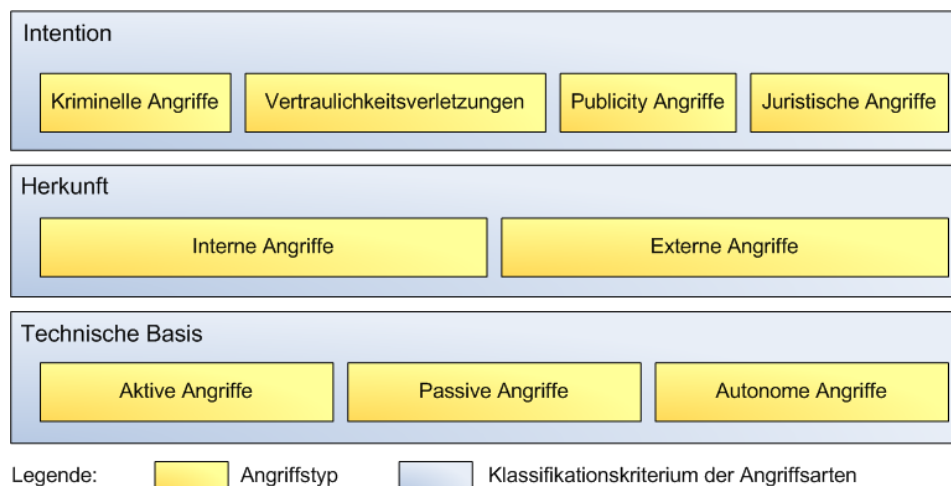 Intention
Kriminelle Angriffe Vertraulichkeitsverletzungen Publicity Angriffe Juristische Angriffe
Herkunft
Interne Angriffe Externe Angriffe
Technische Basis
Aktive Angriffe Passive Angriffe Autonome Angriffe
Legende: Angriffstyp Klassifikationskriterium der Angriffsarten